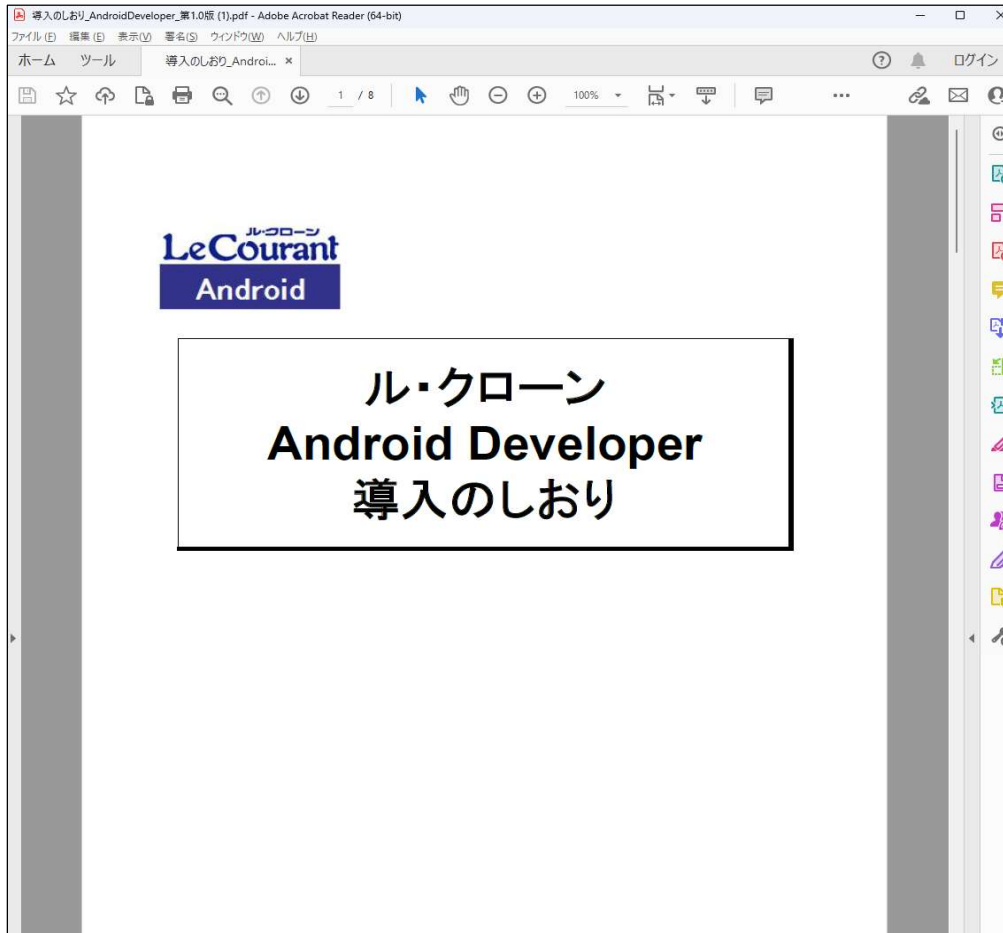 導入のしおり_AndroidDeveloper_第1.0版 (1).pdf - Adobe Acrobat Reader (64-bit)
ファイル(F) 編集(E) 表示(V) 署名(S) ウィンドウ(W) ヘルプ(H)
ホーム ツール 導入のしおり_Androi... × ログイン
1 / 8 100%
ル・クローン
LeCourant
Android
ル・クローン
Android Developer
導入のしおり